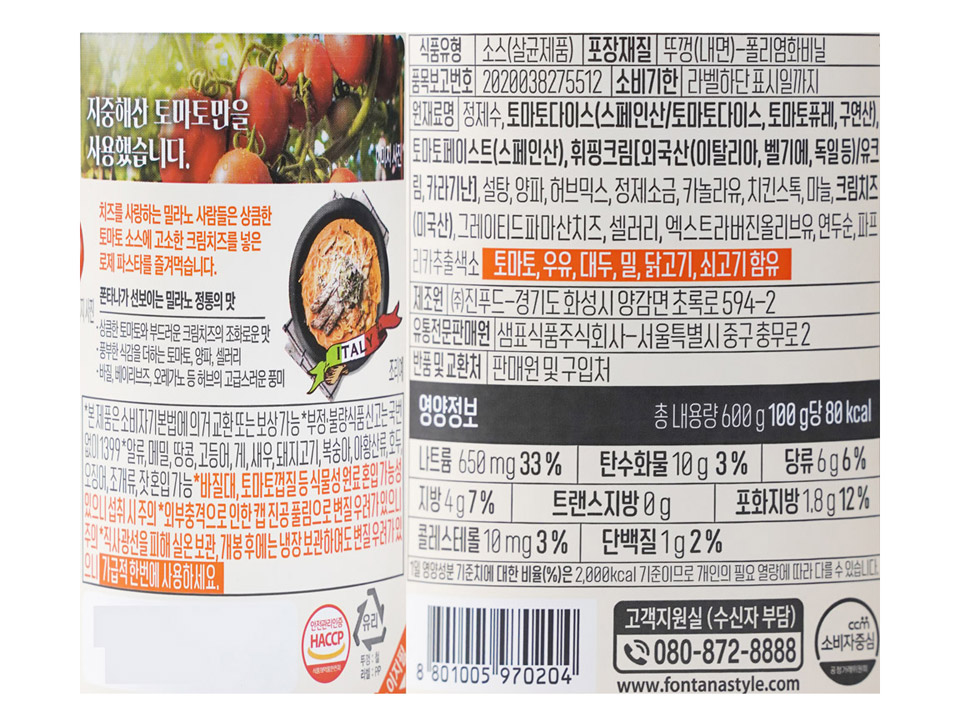 지중해산 토마토만을
사용했습니다.
치즈를 사랑하는 밀라노 사람들은 상큼한
토마토 소스에 고소한 크림치즈를 넣은
로제 파스타를 즐겨먹습니다.
폰타나가 선보이는 밀라노 정통의 맛
- 상큼한 토마토와 부드러운 크림치즈의 조화로운 맛
- 풍부한 식감을 더하는 토마토, 양파, 셀러리
- 바질, 베이리브즈, 오레가노 등 허브의 고급스러운 풍미
ITALY
조리예
*본 제품은 소비자기본법에 의거 교환 또는 보상 가능 *부정·불량식품 신고는 국번
없이 1399 *알류, 메밀, 땅콩, 고등어, 게, 새우, 돼지고기, 복숭아, 아황산류, 호두,
오징어, 조개류, 잣 혼입 가능 *바질대, 토마토껍질 등 식물성 원료 혼입 가능성
있으니 섭취 시 주의 *외부충격으로 인한 캡 진공 풀림으로 변질 우려가 있으니
주의 *직사광선을 피해 실온 보관, 개봉 후에는 냉장 보관하여도 변질 우려가 있
으니 가급적 한번에 사용하세요.
안전관리인증
HACCP
식품의약품안전처
유리
뚜껑 : 철
라벨 : PP
식품유형 소스(살균제품) 포장재질 뚜껑(내면)-폴리염화비닐
품목보고번호 2020038275512 소비기한 라벨하단 표시일까지
원재료명 정제수, 토마토다이스(스페인산/토마토다이스, 토마토퓨레, 구연산),
토마토페이스트(스페인산), 휘핑크림[외국산(이탈리아, 벨기에, 독일 등)/유크
림, 카라기난], 설탕, 양파, 허브믹스, 정제소금, 카놀라유, 치킨스톡, 마늘, 크림치즈
(미국산), 그레이티드파마산치즈, 셀러리, 엑스트라버진올리브유, 연두순, 파프
리카추출색소 토마토, 우유, 대두, 밀, 닭고기, 쇠고기 함유
제조원 (주)진푸드-경기도 화성시 양감면 초록로 594-2
유통전문판매원 샘표식품주식회사-서울특별시 중구 충무로 2
반품 및 교환처 판매원 및 구입처
영양정보 총 내용량 600 g 100 g당 80 kcal
나트륨 650 mg 33 % 탄수화물 10 g 3 % 당류 6 g 6 %
지방 4 g 7 % 트랜스지방 0 g 포화지방 1.8 g 12 %
콜레스테롤 10 mg 3 % 단백질 1 g 2 %
1일 영양성분 기준치에 대한 비율(%)은 2,000kcal 기준이므로 개인의 필요 열량에 따라 다를 수 있습니다.
8 801005 970204
고객지원실 (수신자 부담)
080-872-8888
www.fontanastyle.com
ccm
소비자중심
공정거래위원회